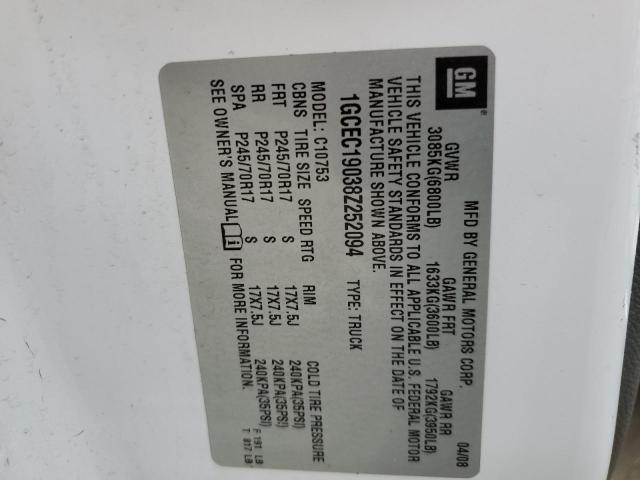 GM®
MFD BY GENERAL MOTORS CORP. 04/08
GVWR GAWR FRT GAWR RR
3085KG(6800LB) 1633KG(3600LB) 1792KG(3950LB)
THIS VEHICLE CONFORMS TO ALL APPLICABLE U.S. FEDERAL MOTOR
VEHICLE SAFETY STANDARDS IN EFFECT ON THE DATE OF
MANUFACTURE SHOWN ABOVE.
1GCEC19038Z252094 TYPE: TRUCK
MODEL: C10753
CBNS TIRE SIZE SPEED RTG RIM COLD TIRE PRESSURE
FRT P245/70R17 S 17X7.5J 240KPA(35PSI)
RR P245/70R17 S 17X7.5J 240KPA(35PSI)
SPA P245/70R17 S 17X7.5J 240KPA(35PSI)
SEE OWNER'S MANUAL i FOR MORE INFORMATION.
F 191 LB
T 817 LB